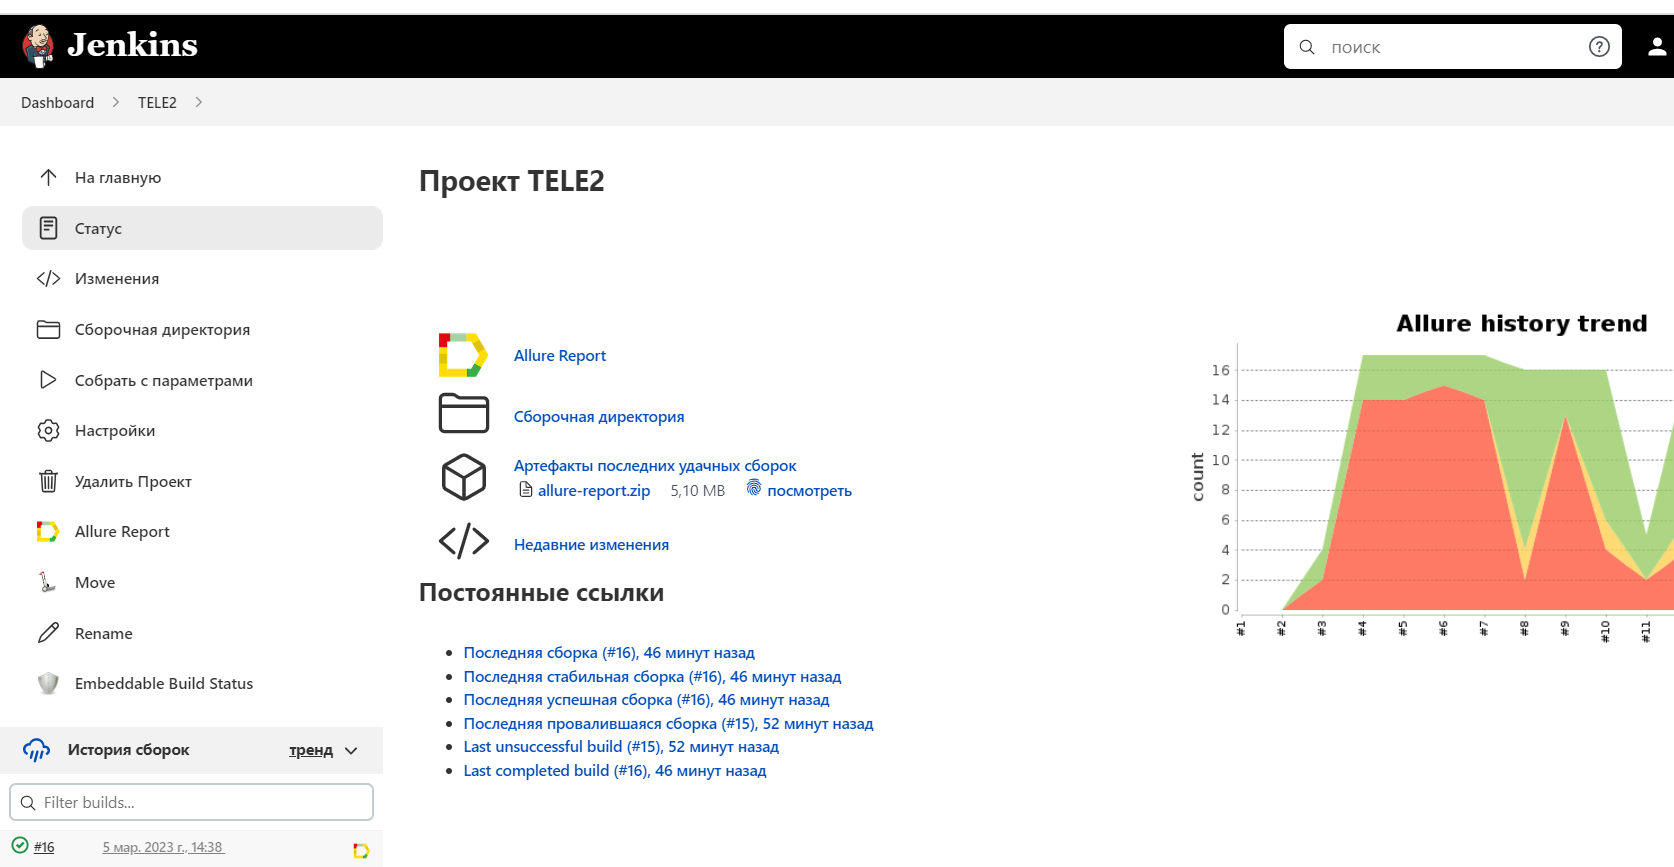 Jenkins
поиск
Dashboard
TELE2
На главную
Статус
Изменения
Сборочная директория
Собрать с параметрами
Настройки
Удалить Проект
Allure Report
Move
Rename
Embeddable Build Status
История сборок
тренд
Filter builds...
#16
5 мар. 2023 г., 14:38
Проект TELE2
Allure Report
Сборочная директория
Артефакты последних удачных сборок
allure-report.zip 5,10 MB посмотреть
Недавние изменения
Постоянные ссылки
Последняя сборка (#16), 46 минут назад
Последняя стабильная сборка (#16), 46 минут назад
Последняя успешная сборка (#16), 46 минут назад
Последняя провалившаяся сборка (#15), 52 минут назад
Last unsuccessful build (#15), 52 минут назад
Last completed build (#16), 46 минут назад
Allure history trend
count
16
14
12
10
8
6
4
2
0
#1 #2 #3 #4 #5 #6 #7 #8 #9 #10 #11